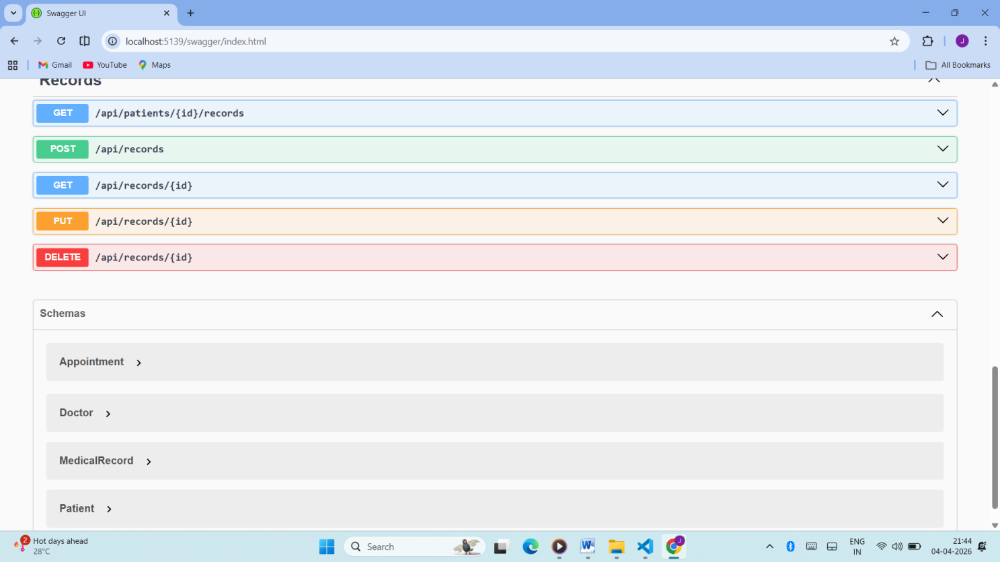 Swagger UI
localhost:5139/swagger/index.html
J
Gmail
YouTube
Maps
All Bookmarks
Records
GET /api/patients/{id}/records
POST /api/records
GET /api/records/{id}
PUT /api/records/{id}
DELETE /api/records/{id}
Schemas
Appointment
Doctor
MedicalRecord
Patient
2
Hot days ahead
28°C
Search
J
ENG
IN
21:44
04-04-2026